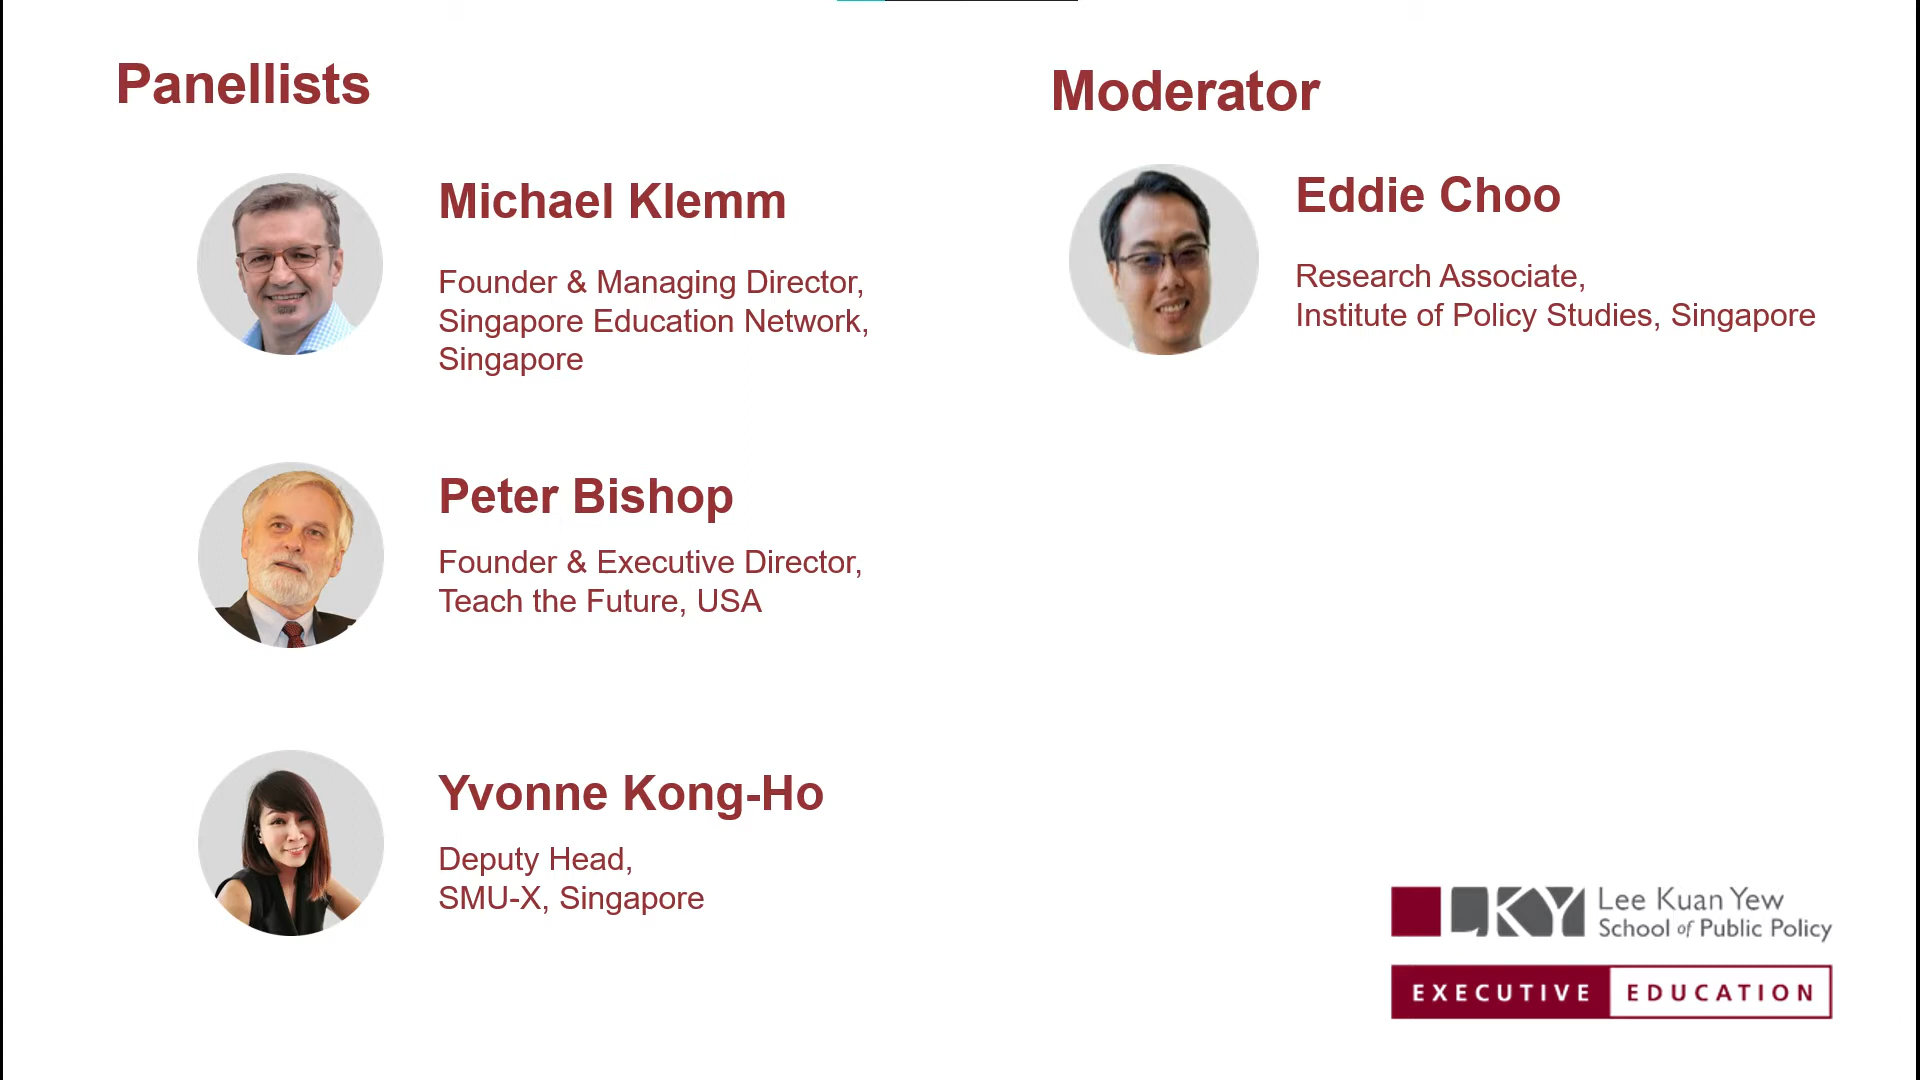 Panellists
Michael Klemm
Founder & Managing Director,
Singapore Education Network,
Singapore
Peter Bishop
Founder & Executive Director,
Teach the Future, USA
Yvonne Kong-Ho
Deputy Head,
SMU-X, Singapore
Moderator
Eddie Choo
Research Associate,
Institute of Policy Studies, Singapore
LKY Lee Kuan Yew
School of Public Policy
EXECUTIVE EDUCATION